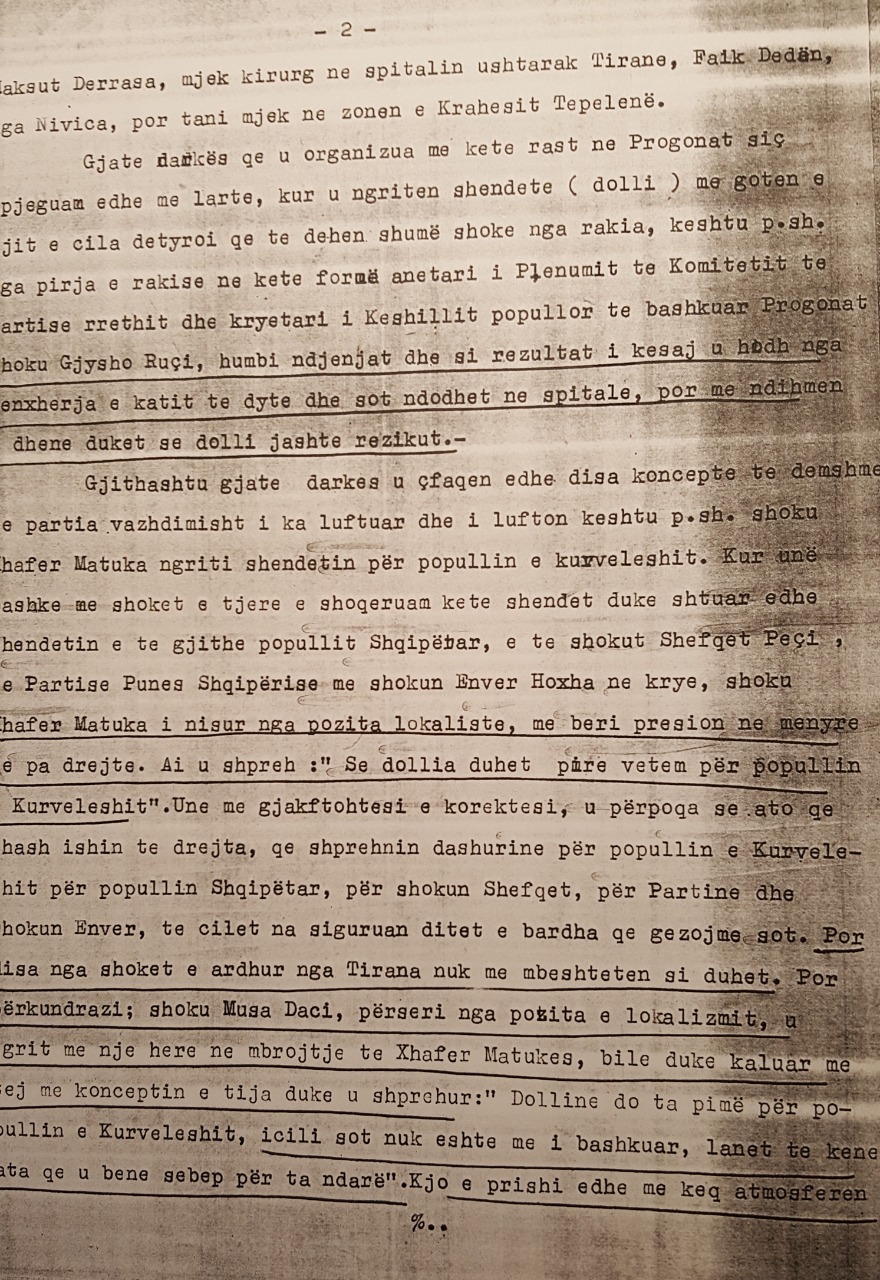 - 2 -
aksut Derrasa, mjek kirurg ne spitalin ushtarak Tirane, Faik Dedän,
ga Nivica, por tani mjek ne zonen e Krahesit Tepelenë.
Gjate darkës qe u organizua me kete rast ne Progonat siç
pjeguam edhe me larte, kur u ngriten shendete ( dolli ) me goten e
jit e cila detyroi qe te dehen shumë shoke nga rakia, keshtu p.sh.
ga pirja e rakise ne kete formë anetari i Plenumit te Komitetit te
artise rrethit dhe kryetari i Keshillit popullor te bashkuar Progonat
hoku Gjysho Ruçi, humbi ndjenjat dhe si rezultat i kesaj u hodh nga
enxherja e katit te dyte dhe sot ndodhet ne spitale, por me ndihmen
dhene duket se dolli jashte rezikut.-
Gjithashtu gjate darkes u çfaqen edhe disa koncepte te demshme
e partia vazhdimisht i ka luftuar dhe i lufton keshtu p.sh. shoku
hafer Matuka ngriti shendetin për popullin e kurveleshit. Kur unë
ashke me shoket e tjere e shoqeruam kete shendet duke shtuar edhe
hendetin e te gjithe popullit Shqipëtar, e te shokut Shefqet Peçi ,
e Partise Punes Shqipërise me shokun Enver Hoxha ne krye, shoku
hafer Matuka i nisur nga pozita lokaliste, me beri presion ne menyre
e pa drejte. Ai u shpreh :" Se dollia duhet pire vetem për popullin
Kurveleshit".Une me gjakftohtesi e korektesi, u përpoqa se ato qe
hash ishin te drejta, qe shprehnin dashurine për popullin e Kurvele-
hit për popullin Shqipëtar, për shokun Shefqet, për Partine dhe
hokun Enver, te cilet na siguruan ditet e bardha qe gezojme sot. Por
disa nga shoket e ardhur nga Tirana nuk me mbeshteten si duhet. Por
ërkundrazi; shoku Musa Daci, përseri nga pozita e lokalizmit, u
grit me nje here ne mbrojtje te Xhafer Matukes, bile duke kaluar me
ej me konceptin e tija duke u shprehur:" Dolline do ta pimë për po-
pullin e Kurveleshit, icili sot nuk eshte me i bashkuar, lanet te kene
ata qe u bene sebep për ta ndarë".Kjo e prishi edhe me keq atmosferen
%..